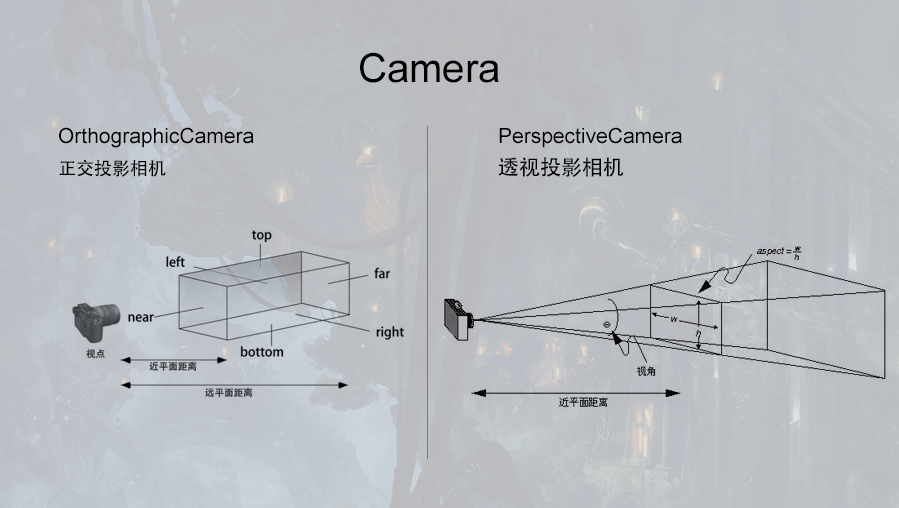 Camera
OrthographicCamera
正交投影相机
top
left
far
near
right
bottom
视点
近平面距离
远平面距离
PerspectiveCamera
透视投影相机
aspect = w/h
w
h
Θ
视角
近平面距离